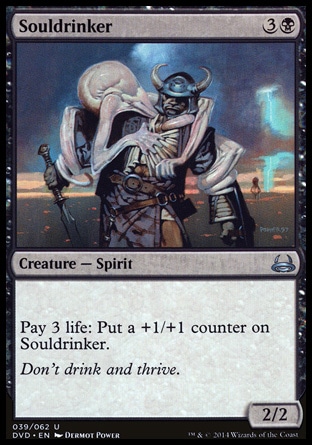 Souldrinker 3
Creature — Spirit
Pay 3 life: Put a +1/+1 counter on
Souldrinker.
Don't drink and thrive.
2/2
039/062 U
DVD • EN DERMOT POWER
™ & © 2014 Wizards of the Coast